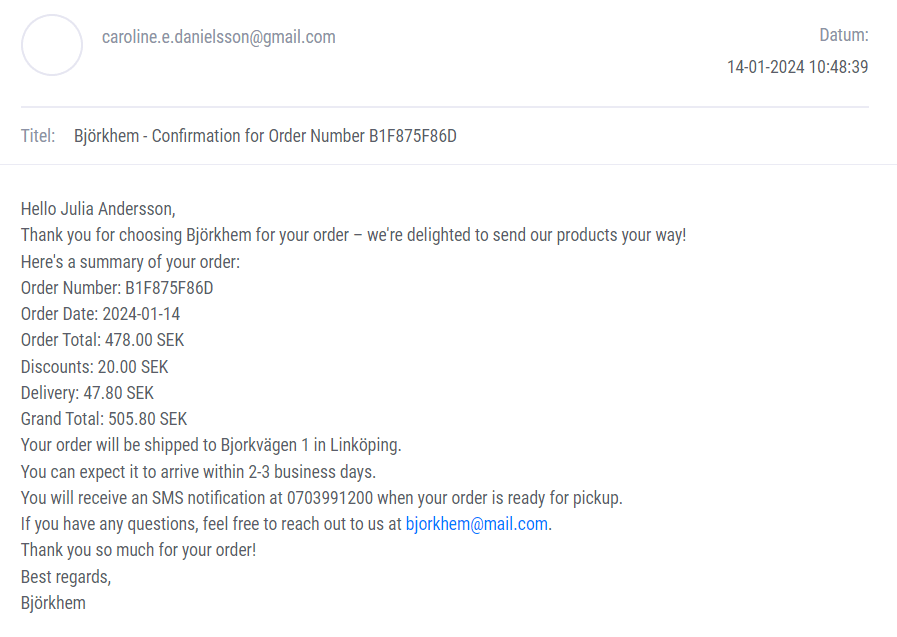 caroline.e.danielsson@gmail.com
Datum:
14-01-2024 10:48:39
Titel: Björkhem - Confirmation for Order Number B1F875F86D
Hello Julia Andersson,
Thank you for choosing Björkhem for your order – we're delighted to send our products your way!
Here's a summary of your order:
Order Number: B1F875F86D
Order Date: 2024-01-14
Order Total: 478.00 SEK
Discounts: 20.00 SEK
Delivery: 47.80 SEK
Grand Total: 505.80 SEK
Your order will be shipped to Bjorkvägen 1 in Linköping.
You can expect it to arrive within 2-3 business days.
You will receive an SMS notification at 0703991200 when your order is ready for pickup.
If you have any questions, feel free to reach out to us at bjorkhem@mail.com.
Thank you so much for your order!
Best regards,
Björkhem